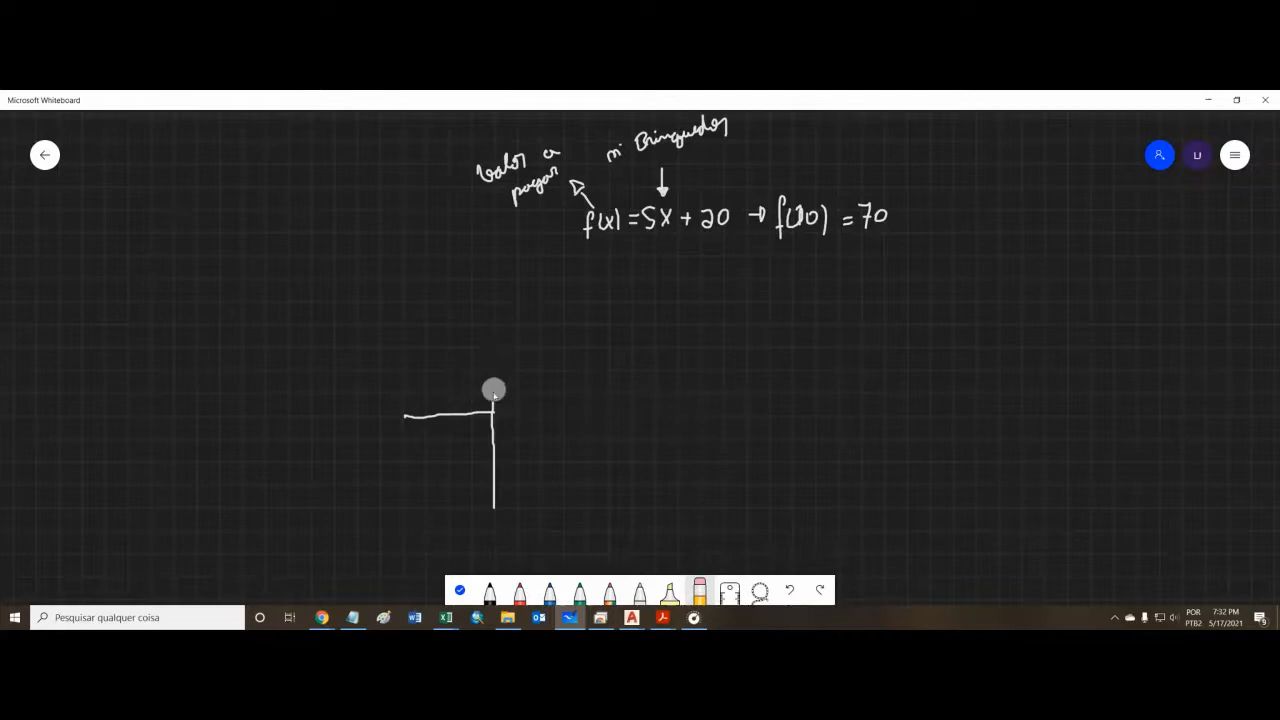 Microsoft Whiteboard
nº Brinquedos
Valor a
pagar
U
f(x) = 5x + 20 → f(10) = 70
Pesquisar qualquer coisa
POR
PTB2
7:32 PM
5/17/2021